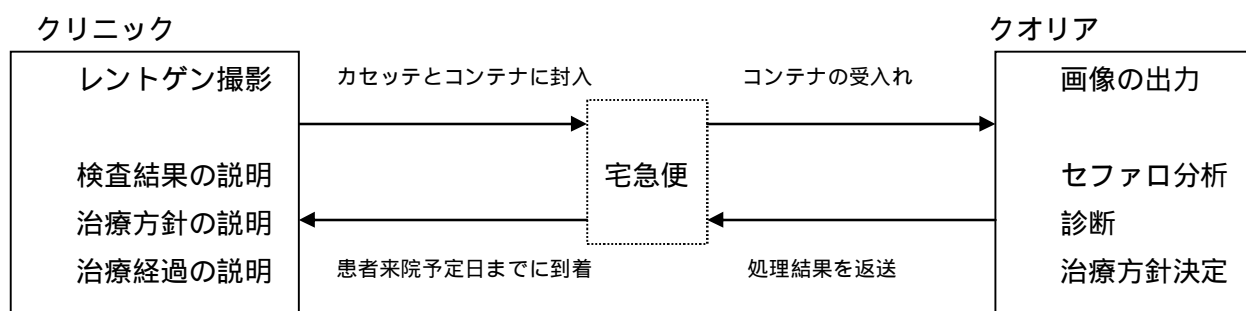 クリニック
クオリア
レントゲン撮影
カセッテとコンテナに封入
コンテナの受入れ
画像の出力
宅急便
検査結果の説明
セファロ分析
治療方針の説明
診断
治療経過の説明
患者来院予定日までに到着
処理結果を返送
治療方針決定